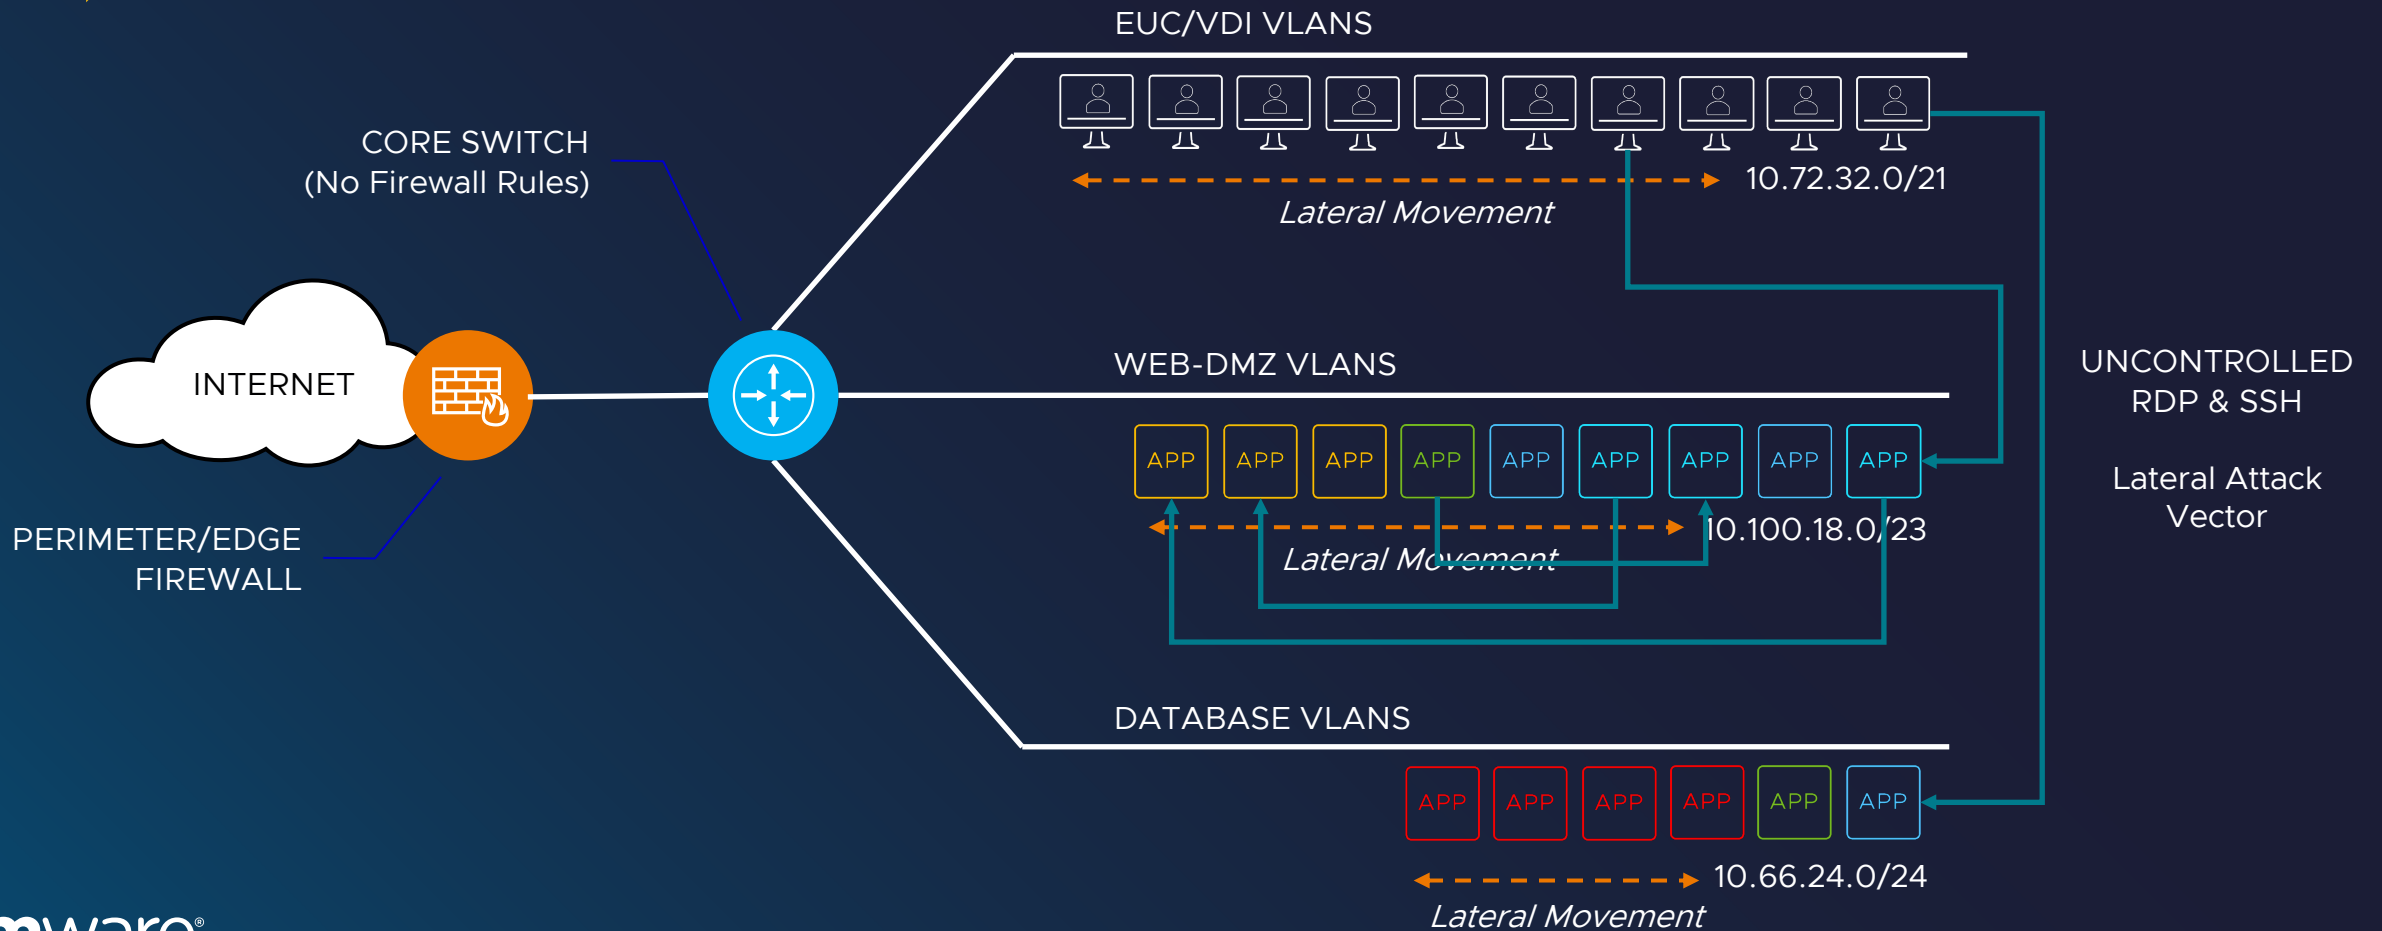 EUC/VDI VLANS
CORE SWITCH
(No Firewall Rules)
10.72.32.0/21
Lateral Movement
INTERNET
WEB-DMZ VLANS
UNCONTROLLED
RDP & SSH
Lateral Attack
Vector
APP APP APP APP APP APP APP APP APP
10.100.18.0/23
Lateral Movement
PERIMETER/EDGE
FIREWALL
DATABASE VLANS
APP APP APP APP APP APP
10.66.24.0/24
Lateral Movement
mware®